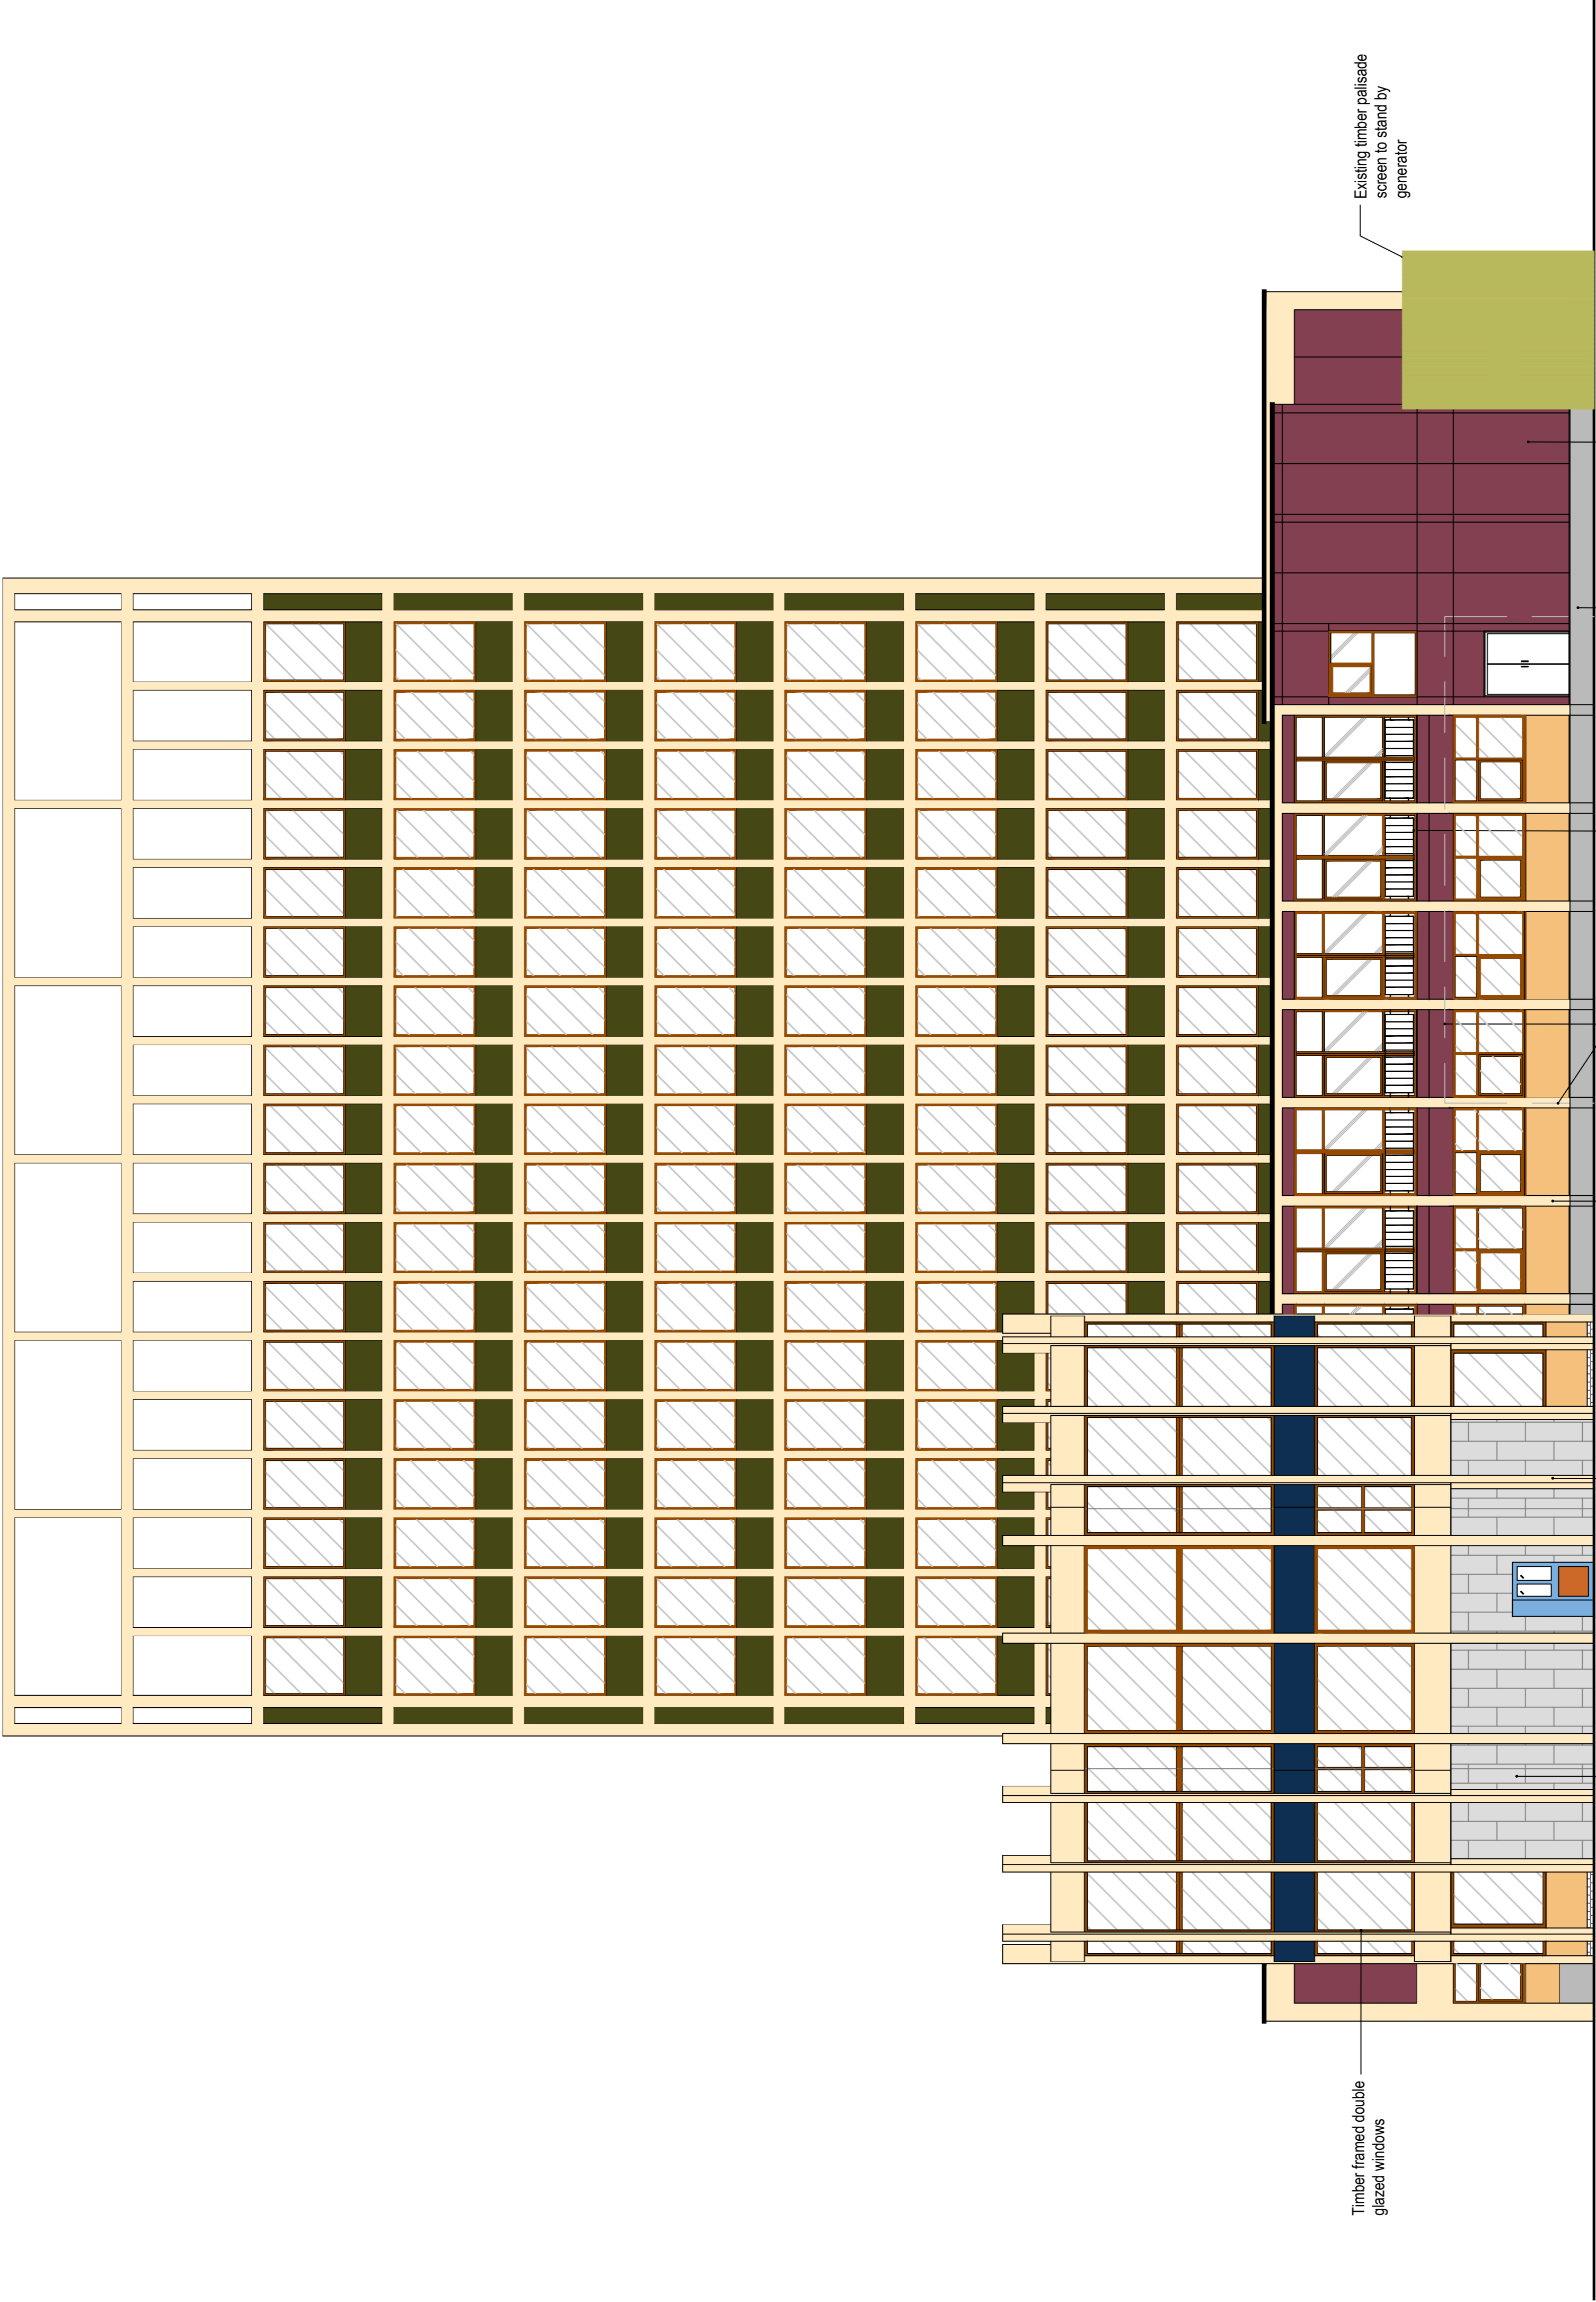 Existing timber palisade
screen to stand by
generator
Timber framed double
glazed windows